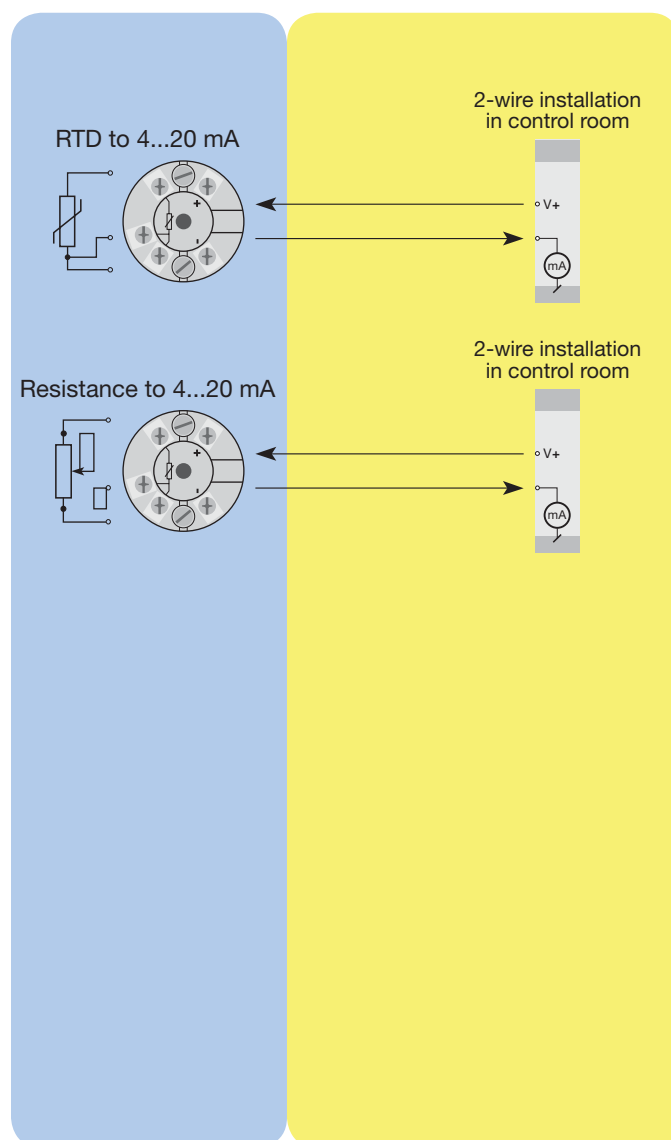 2-wire installation
in control room
RTD to 4...20 mA
+
-
V+
mA
2-wire installation
in control room
Resistance to 4...20 mA
+
-
V+
mA